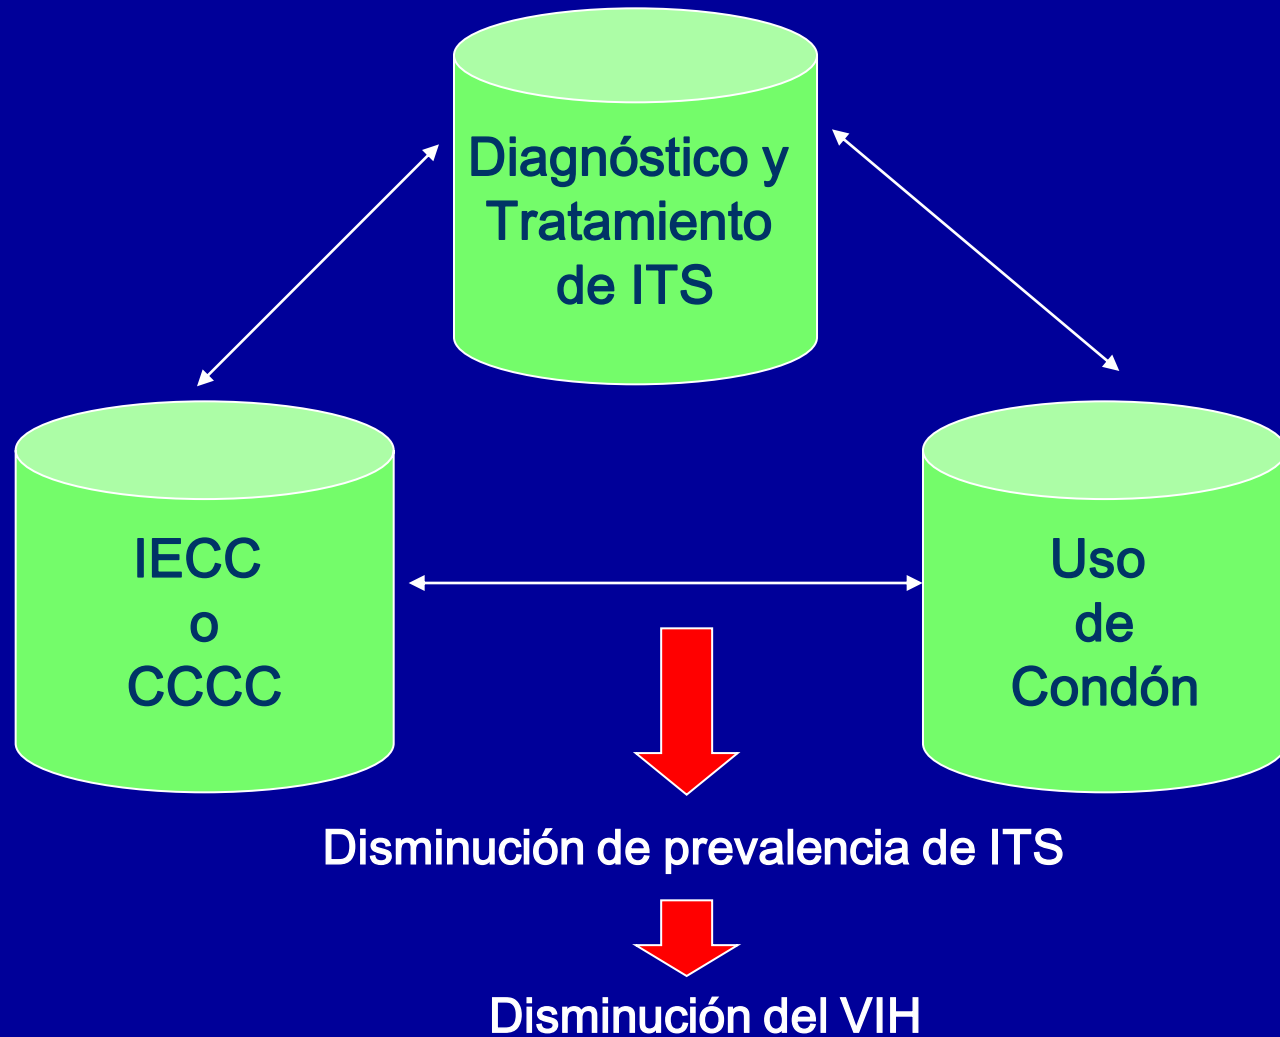 Diagnóstico y
Tratamiento
de ITS
IECC
o
CCCC
Uso
de
Condón
Disminución de prevalencia de ITS
Disminución del VIH